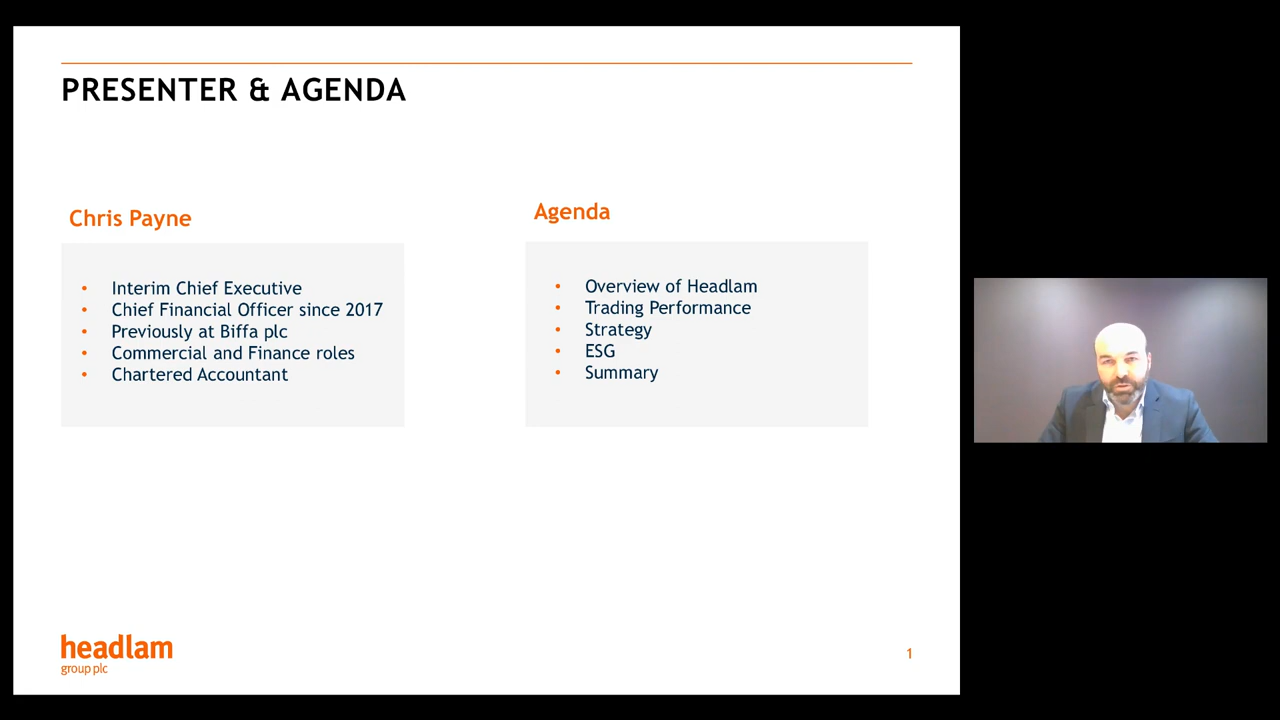 PRESENTER & AGENDA
Chris Payne
• Interim Chief Executive
• Chief Financial Officer since 2017
• Previously at Biffa plc
• Commercial and Finance roles
• Chartered Accountant
Agenda
• Overview of Headlam
• Trading Performance
• Strategy
• ESG
• Summary
headlam
group plc
1